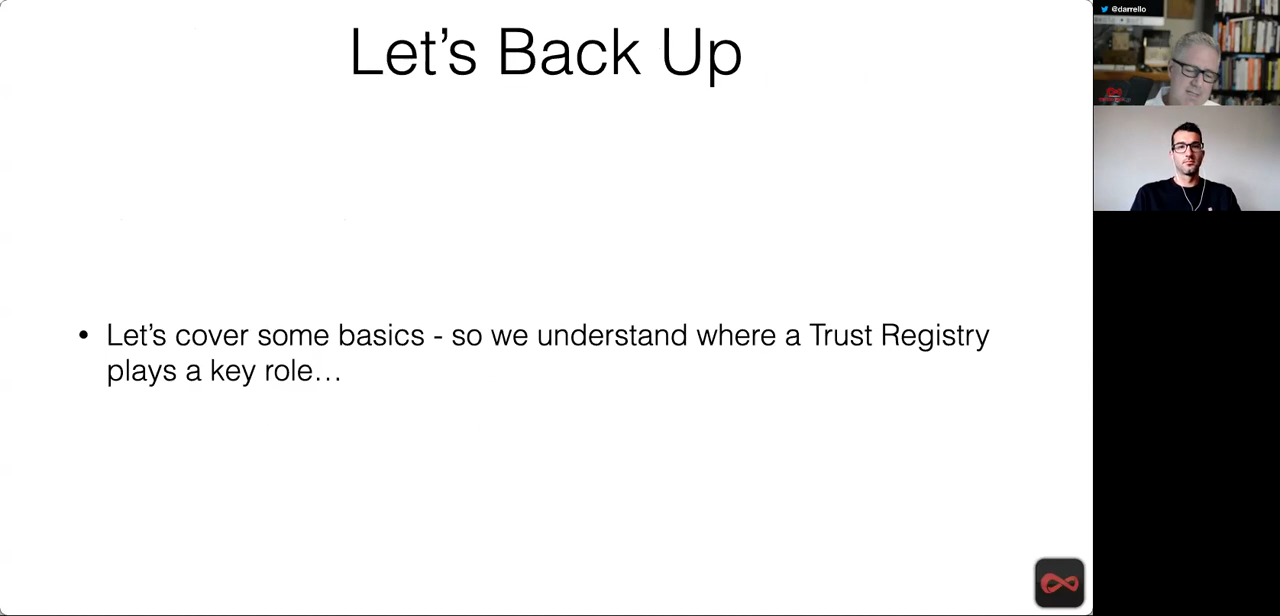 Let’s Back Up
@darrello
• Let’s cover some basics - so we understand where a Trust Registry
plays a key role…